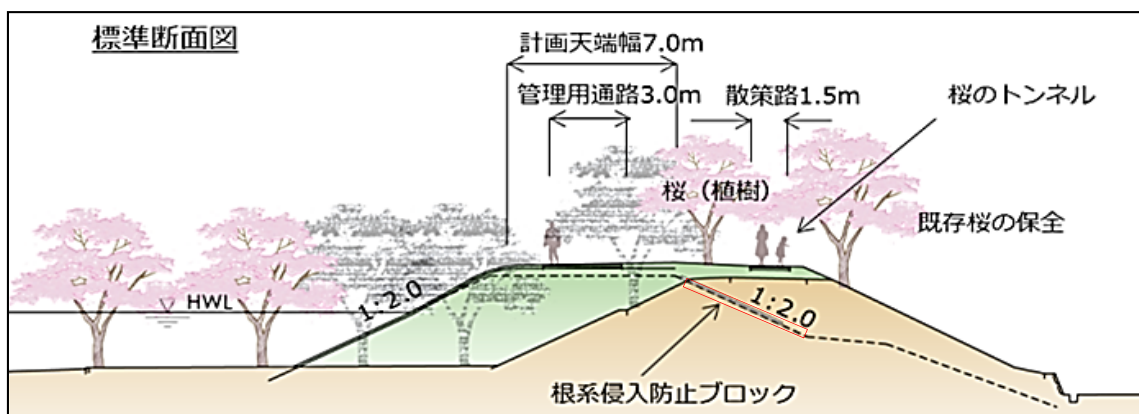 標準断面図
計画天端幅7.0m
管理用通路3.0m
散策路1.5m
桜のトンネル
桜（植樹）
既存桜の保全
HWL
1:2.0
1:2.0
根系侵入防止ブロック